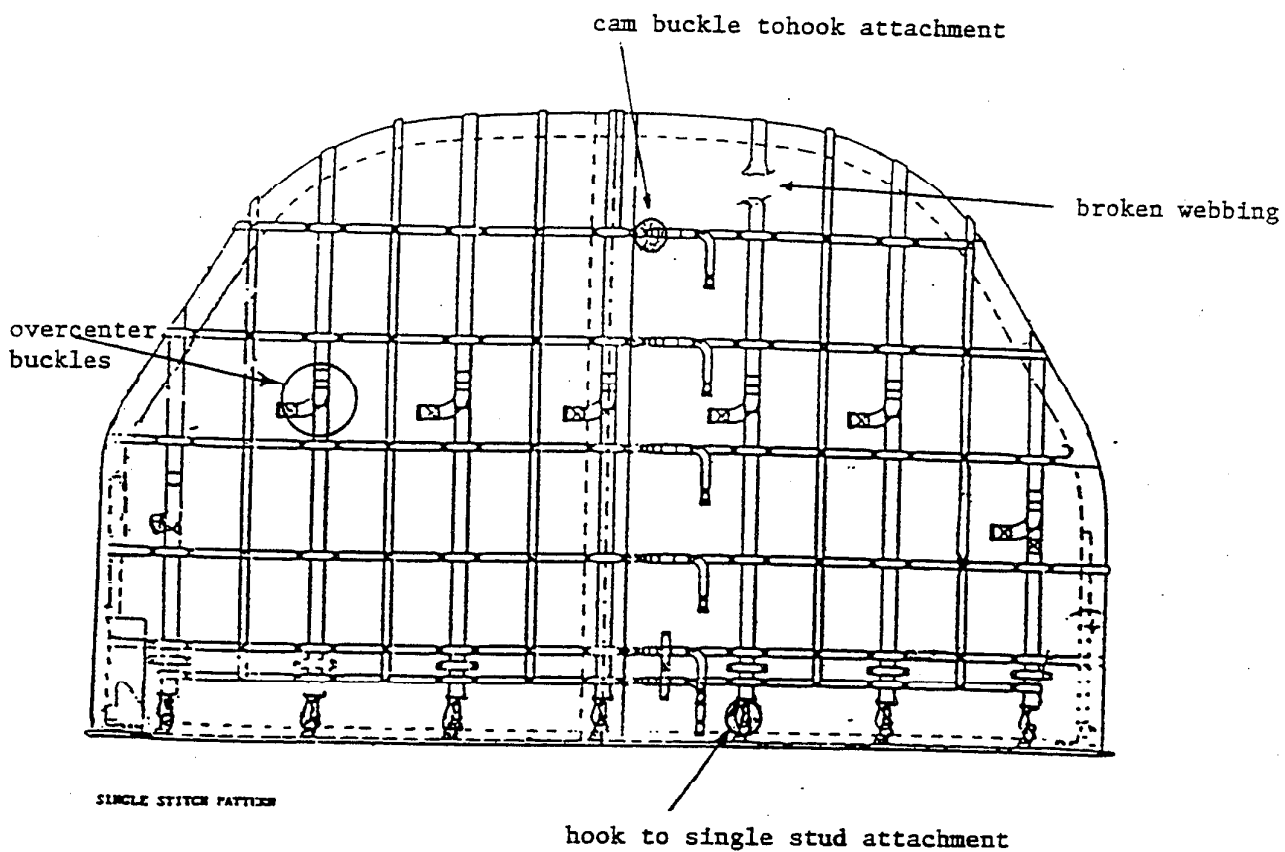 cam buckle tohook attachment
broken webbing
overcenter
buckles
SINGLE STITCH PATTERN
hook to single stud attachment